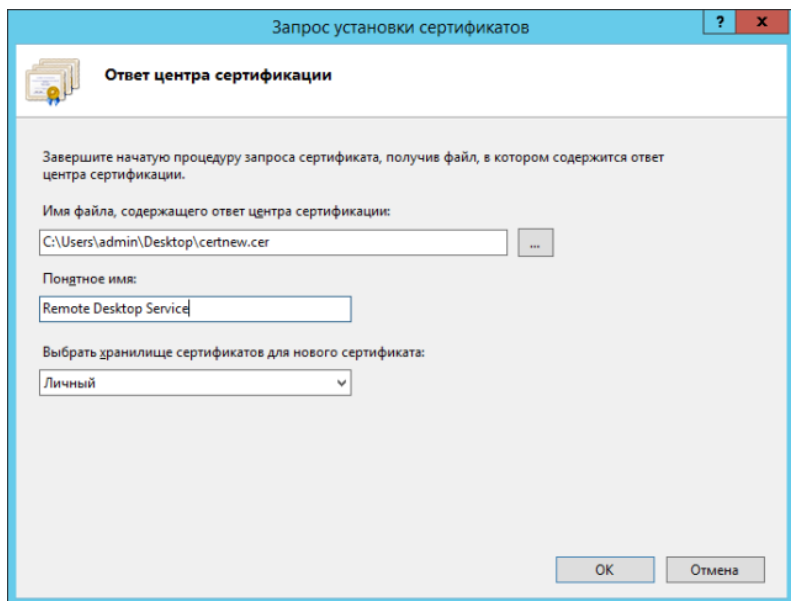 Запрос установки сертификатов
? x
Ответ центра сертификации
Завершите начатую процедуру запроса сертификата, получив файл, в котором содержится ответ
центра сертификации.
Имя файла, содержащего ответ центра сертификации:
C:\Users\admin\Desktop\certnew.cer
...
Понятное имя:
Remote Desktop Service
Выбрать хранилище сертификатов для нового сертификата:
Личный
ОК Отмена